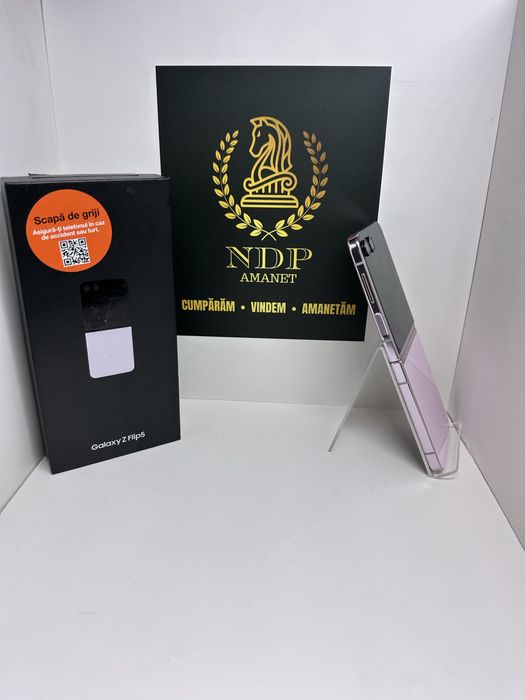 Scapă de griji
Asigură-ți telefonul în caz
de accident sau furt.
Galaxy Z Flip5
NDP
AMANET
CUMPĂRĂM • VINDEM • AMANETĂM